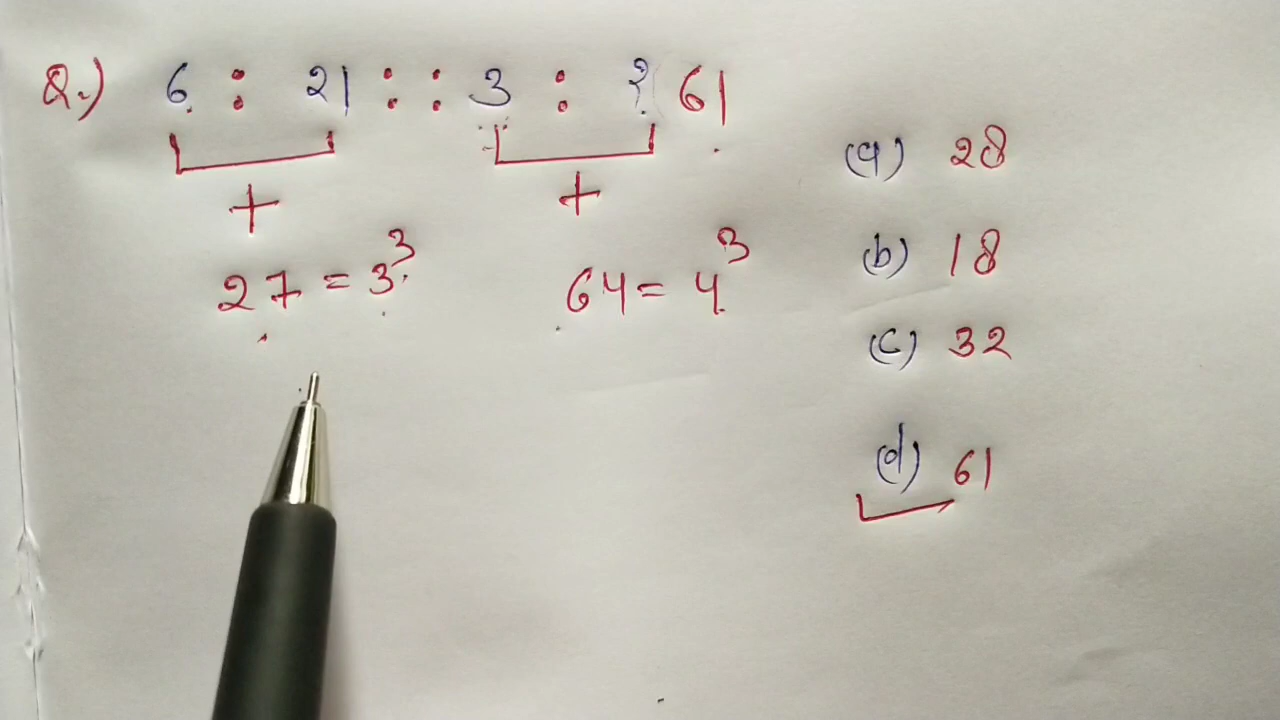 Q.) 6 : 21 :: 3 : ? 61
+ +
27 = 3³ 64 = 4³
(a) 28
(b) 18
(c) 32
(d) 61